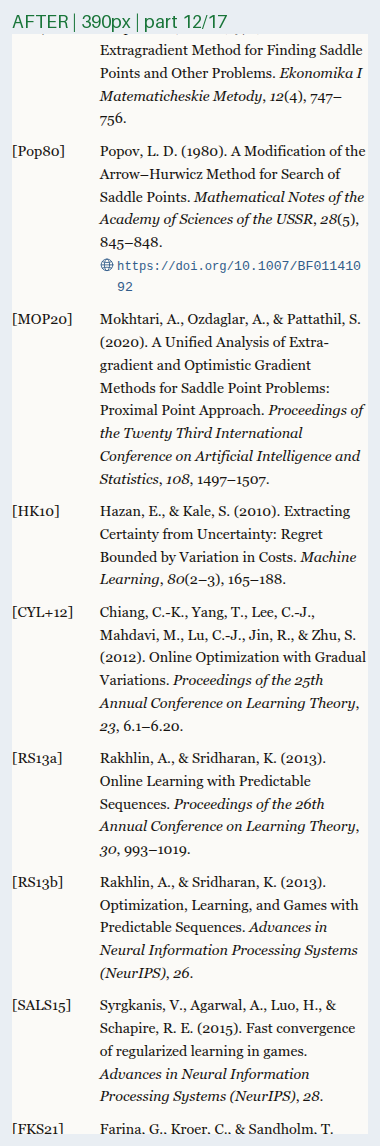 AFTER | 390px | part 12/17
Extragradient Method for Finding Saddle
Points and Other Problems. Ekonomika I
Matematicheskie Metody, 12(4), 747–
756.
[Pop80] Popov, L. D. (1980). A Modification of the
Arrow–Hurwicz Method for Search of
Saddle Points. Mathematical Notes of the
Academy of Sciences of the USSR, 28(5),
845–848.
https://doi.org/10.1007/BF011410
92
[MOP20] Mokhtari, A., Ozdaglar, A., & Pattathil, S.
(2020). A Unified Analysis of Extra-
gradient and Optimistic Gradient
Methods for Saddle Point Problems:
Proximal Point Approach. Proceedings of
the Twenty Third International
Conference on Artificial Intelligence and
Statistics, 108, 1497–1507.
[HK10] Hazan, E., & Kale, S. (2010). Extracting
Certainty from Uncertainty: Regret
Bounded by Variation in Costs. Machine
Learning, 80(2–3), 165–188.
[CYL+12] Chiang, C.-K., Yang, T., Lee, C.-J.,
Mahdavi, M., Lu, C.-J., Jin, R., & Zhu, S.
(2012). Online Optimization with Gradual
Variations. Proceedings of the 25th
Annual Conference on Learning Theory,
23, 6.1–6.20.
[RS13a] Rakhlin, A., & Sridharan, K. (2013).
Online Learning with Predictable
Sequences. Proceedings of the 26th
Annual Conference on Learning Theory,
30, 993–1019.
[RS13b] Rakhlin, A., & Sridharan, K. (2013).
Optimization, Learning, and Games with
Predictable Sequences. Advances in
Neural Information Processing Systems
(NeurIPS), 26.
[SALS15] Syrgkanis, V., Agarwal, A., Luo, H., &
Schapire, R. E. (2015). Fast convergence
of regularized learning in games.
Advances in Neural Information
Processing Systems (NeurIPS), 28.
[FKS21] Farina, G., Kroer, C., & Sandholm, T.